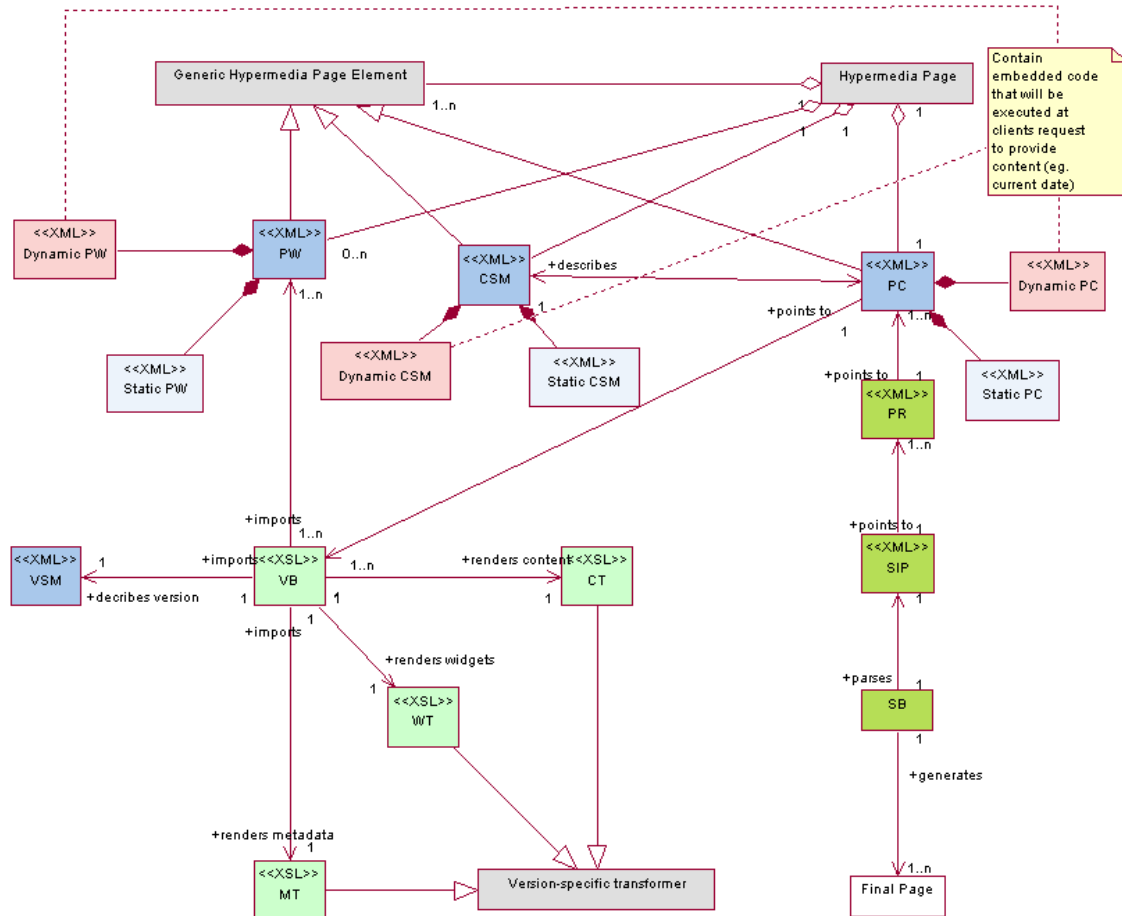 Generic Hypermedia Page Element
Hypermedia Page
Contain
embedded code
that will be
executed at
clients request
to provide
content (eg.
current date)
1..n
1
1
1
1
<<XML>>
Dynamic PW
<<XML>>
PW
0..n
1..n
<<XML>>
CSM
+describes
1
1
<<XML>>
PC
1..n
<<XML>>
Dynamic PC
+points to
1
<<XML>>
Static PW
<<XML>>
Dynamic CSM
<<XML>>
Static CSM
<<XML>>
Static PC
+points to
1
<<XML>>
PR
1..n
+imports
1..n
+points to
1
<<XML>>
VSM
1
+imports
+decribes version
1
<<XSL>>
VB
1..n
1
1
+renders content
<<XSL>>
CT
1
<<XML>>
SIP
1
+imports
+renders widgets
1
<<XSL>>
WT
+parses
1
SB
1
+generates
+renders metadata
1
<<XSL>>
MT
Version-specific transformer
1..n
Final Page